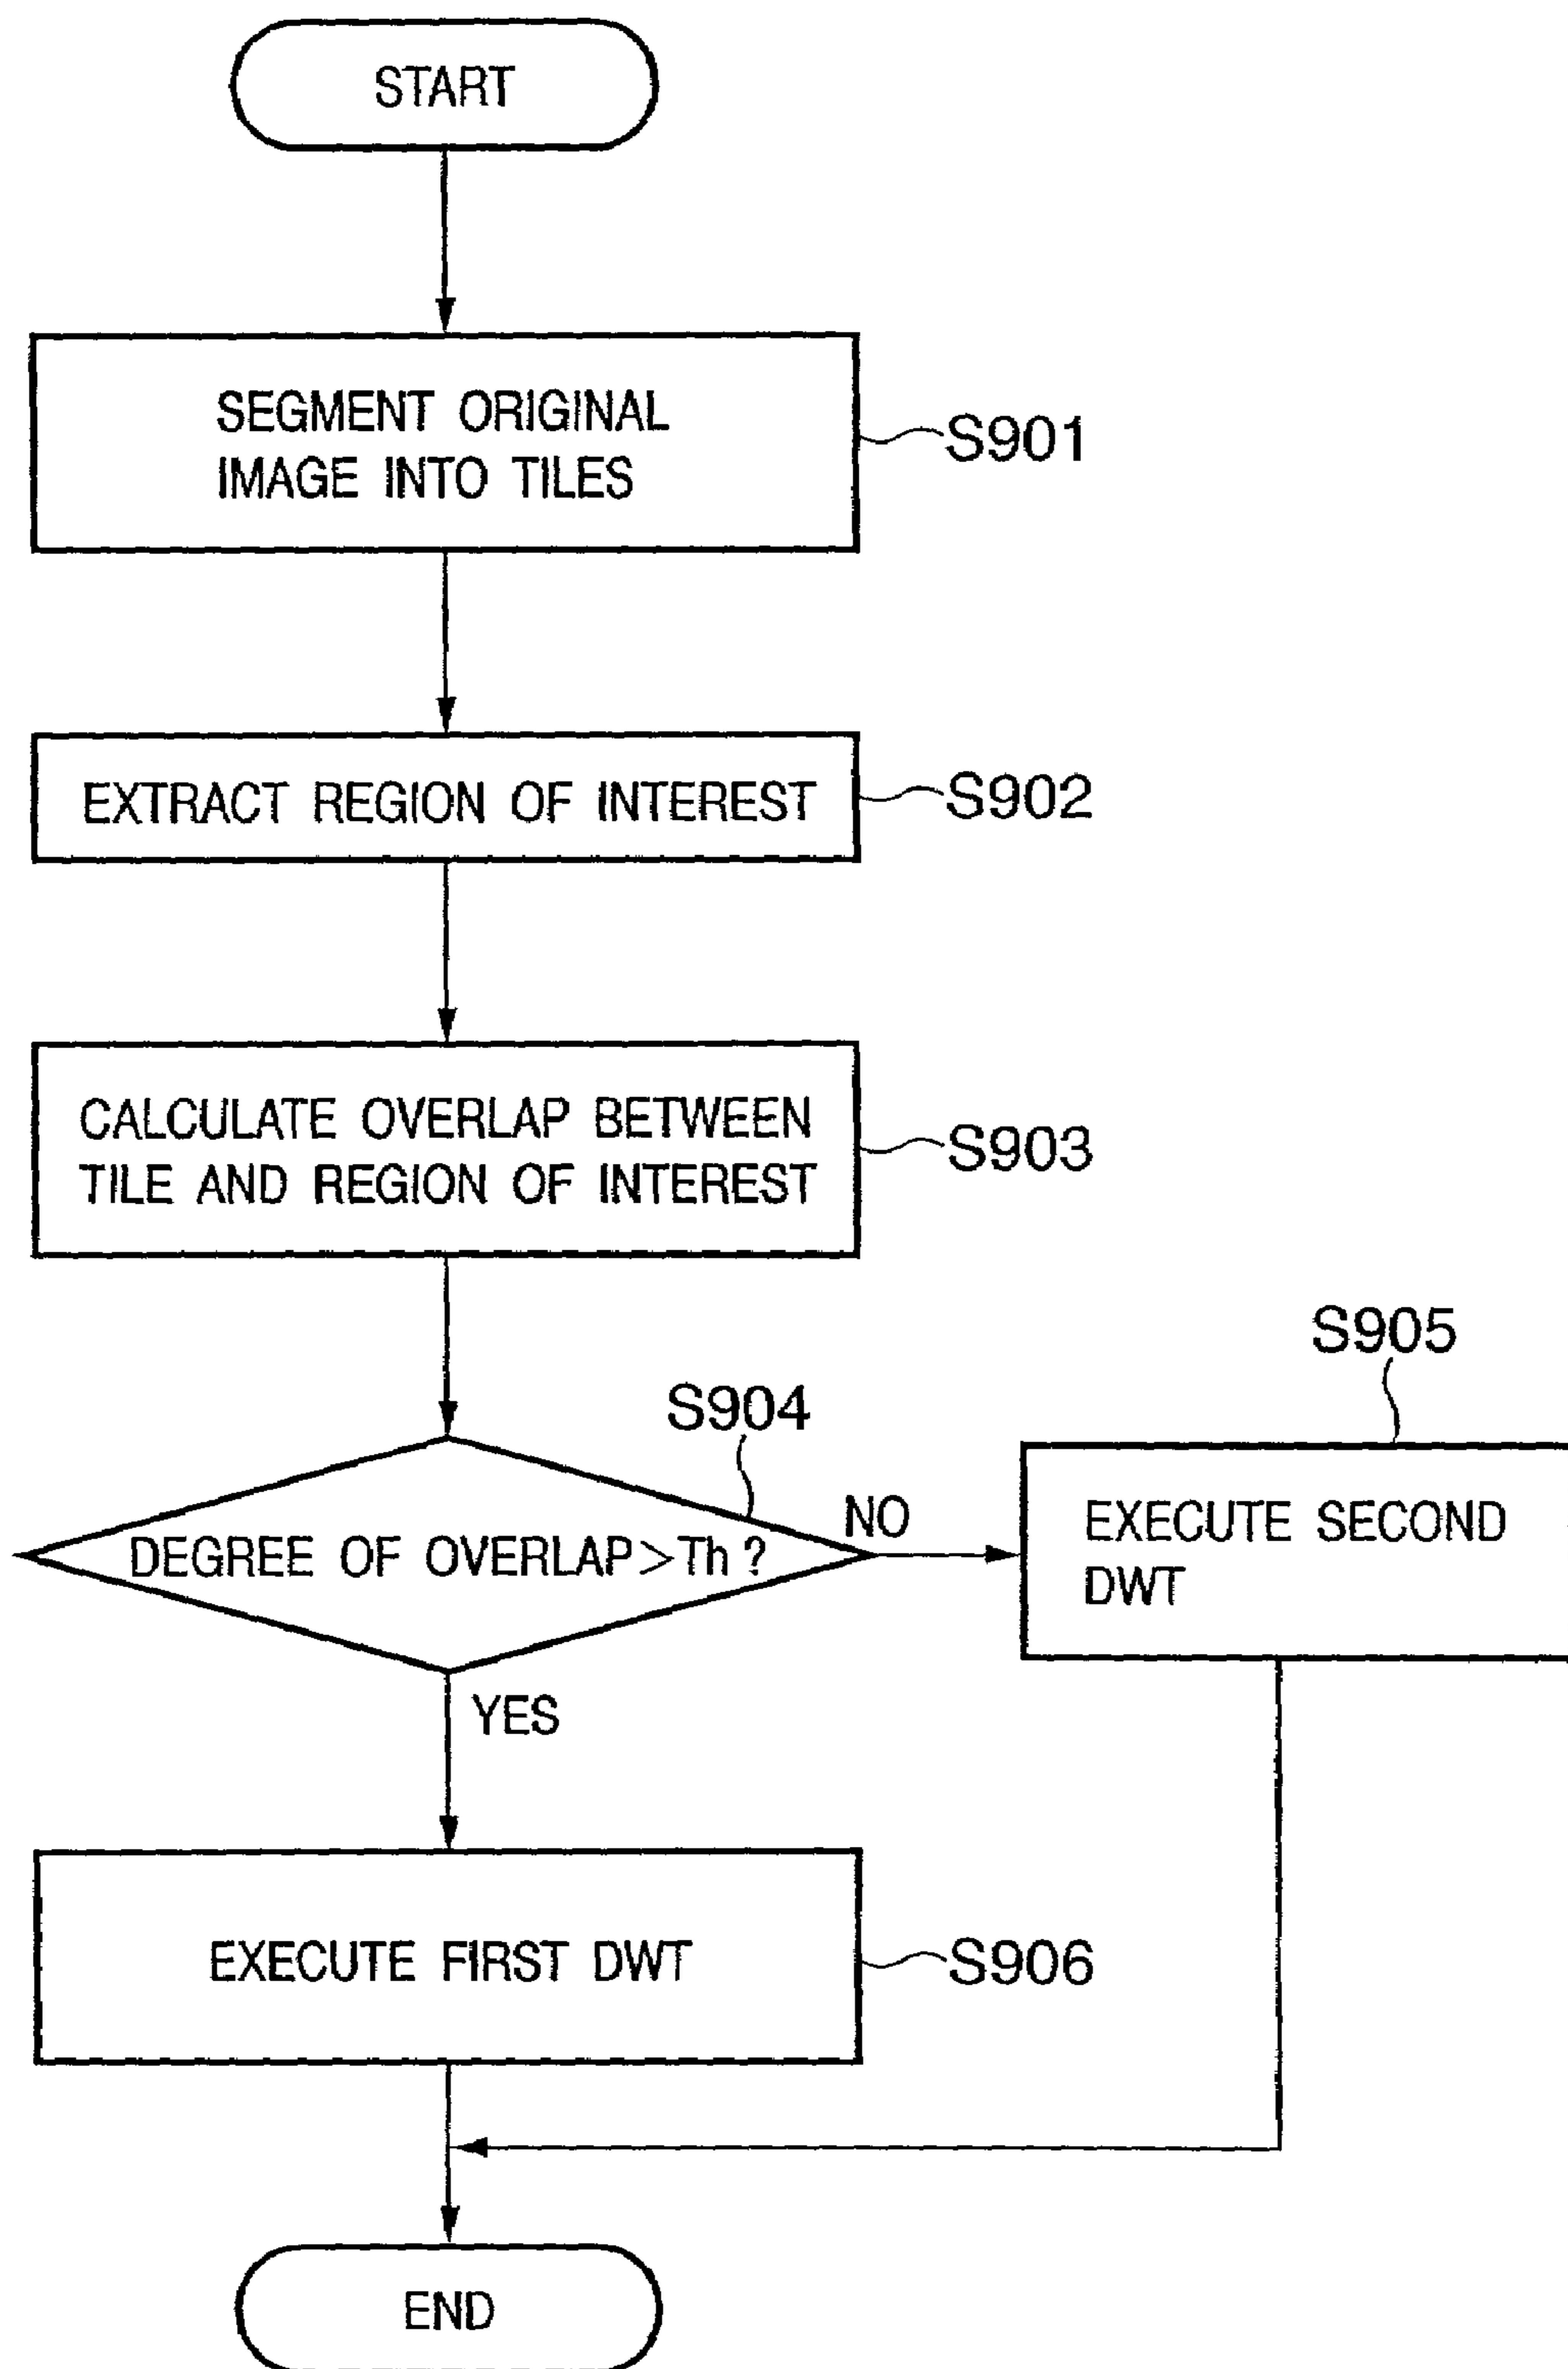 START
SEGMENT ORIGINAL
IMAGE INTO TILES
S901
EXTRACT REGION OF INTEREST
S902
CALCULATE OVERLAP BETWEEN
TILE AND REGION OF INTEREST
S903
S904
DEGREE OF OVERLAP>Th?
NO
S905
EXECUTE SECOND
DWT
YES
EXECUTE FIRST DWT
S906
END